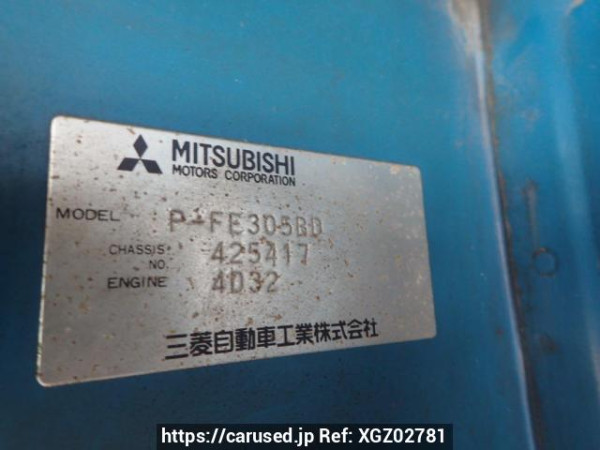 MITSUBISHI
MOTORS CORPORATION
MODEL P-FE305BD
CHASSIS NO. 425417
ENGINE 4D32
三菱自動車工業株式会社
https://carused.jp Ref: XGZ02781